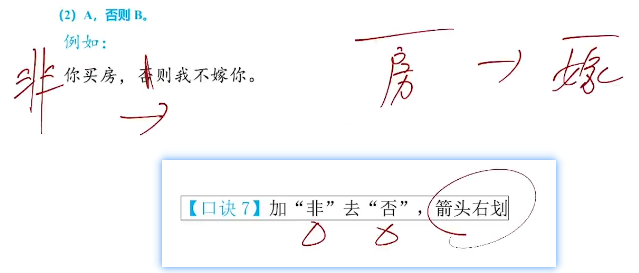 (2) A，否则 B。
例如：
非 你买房，否则我不嫁你。
→
房 → 嫁
【口诀 7】加“非”去“否”，箭头右划